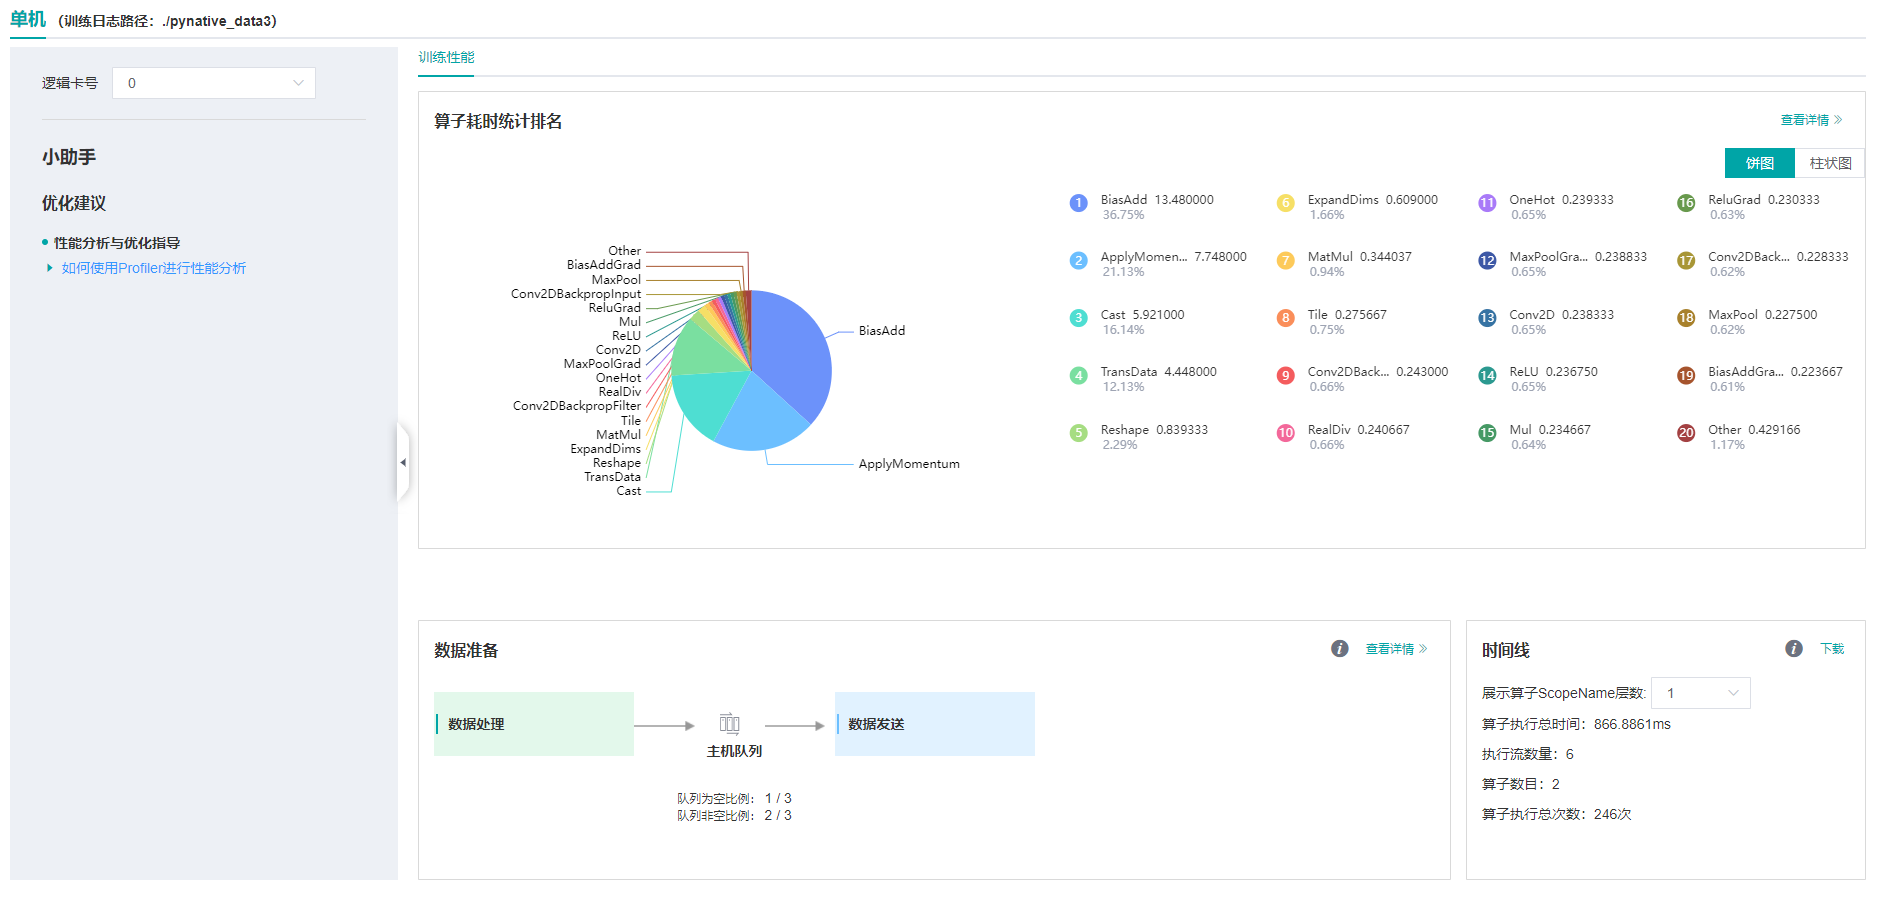 单机 （训练日志路径：./pynative_data3）
逻辑卡号 0
小助手
优化建议
性能分析与优化指导
如何使用Profiler进行性能分析
训练性能
算子耗时统计排名
查看详情
饼图 柱状图
Other
BiasAddGrad
MaxPool
Conv2DBackpropInput
ReluGrad
Mul
ReLU
Conv2D
MaxPoolGrad
OneHot
RealDiv
Conv2DBackpropFilter
Tile
MatMul
ExpandDims
Reshape
TransData
Cast
BiasAdd
ApplyMomentum
1 BiasAdd 13.480000
36.75%
2 ApplyMomen... 7.748000
21.13%
3 Cast 5.921000
16.14%
4 TransData 4.448000
12.13%
5 Reshape 0.839333
2.29%
6 ExpandDims 0.609000
1.66%
7 MatMul 0.344037
0.94%
8 Tile 0.275667
0.75%
9 Conv2DBack... 0.243000
0.66%
10 RealDiv 0.240667
0.66%
11 OneHot 0.239333
0.65%
12 MaxPoolGra... 0.238833
0.65%
13 Conv2D 0.238333
0.65%
14 ReLU 0.236750
0.65%
15 Mul 0.234667
0.64%
16 ReluGrad 0.230333
0.63%
17 Conv2DBack... 0.228333
0.62%
18 MaxPool 0.227500
0.62%
19 BiasAddGra... 0.223667
0.61%
20 Other 0.429166
1.17%
数据准备
查看详情
数据处理
主机队列
数据发送
队列为空比例： 1 / 3
队列非空比例： 2 / 3
时间线
下载
展示算子ScopeName层数: 1
算子执行总时间：866.8861ms
执行流数量：6
算子数目：2
算子执行总次数：246次